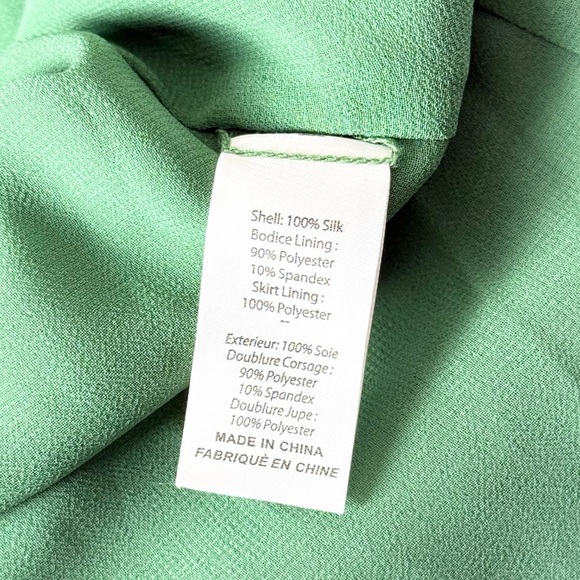 Shell: 100% Silk
Bodice Lining :
90% Polyester
10% Spandex
Skirt Lining :
100% Polyester
--
Exterieur: 100% Soie
Doublure Corsage :
90% Polyester
10% Spandex
Doublure Jupe :
100% Polyester
MADE IN CHINA
FABRIQUÈ EN CHINE